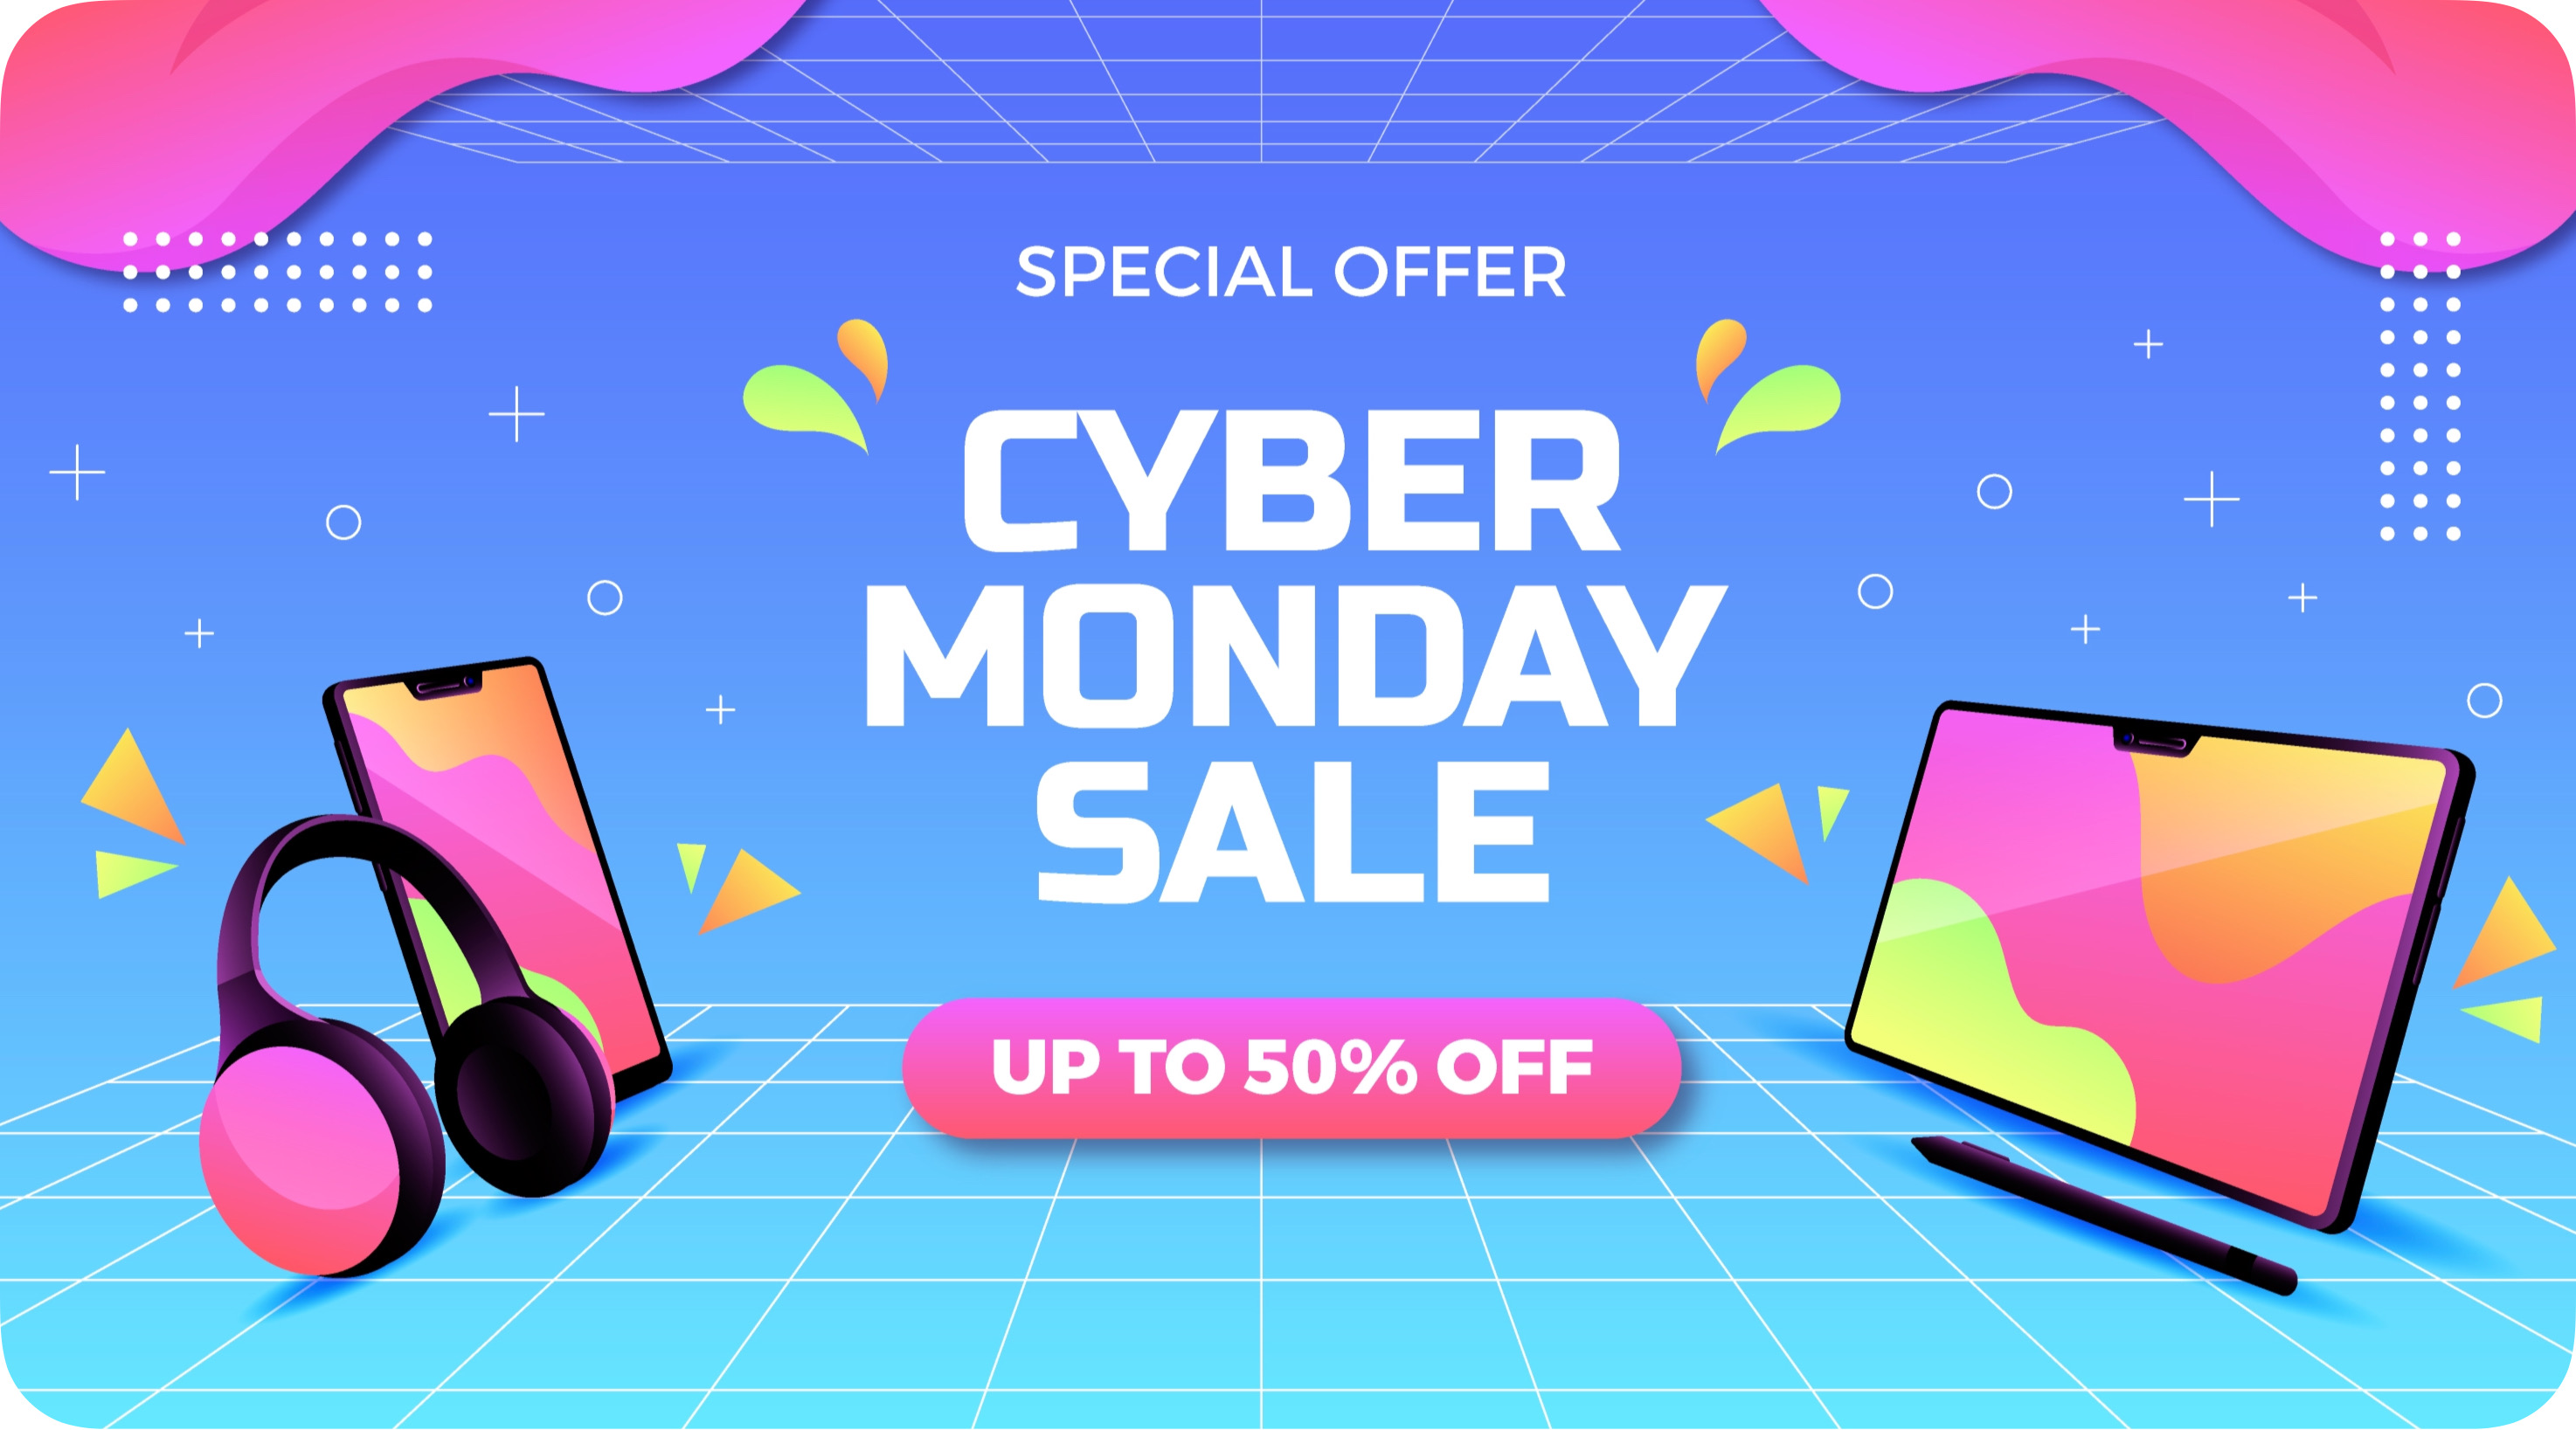 SPECIAL OFFER
CYBER
MONDAY
SALE
UP TO 50% OFF